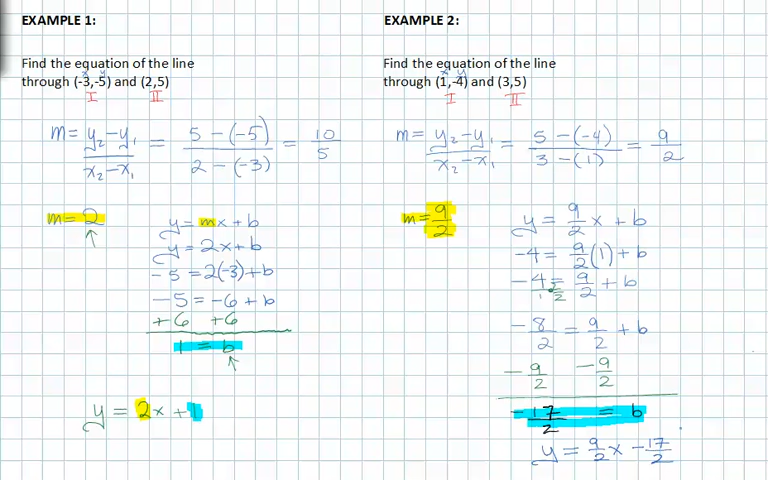 EXAMPLE 1:
Find the equation of the line
through (-3,-5) and (2,5)
x y
I II
m = y₂-y₁/x₂-x₁ = 5-(-5)/2-(-3) = 10/5
m = 2
y = mx + b
y = 2x + b
-5 = 2(-3) + b
-5 = -6 + b
+6 +6
1 = b
y = 2x + 1
EXAMPLE 2:
Find the equation of the line
through (1,-4) and (3,5)
x y
I II
m = y₂-y₁/x₂-x₁ = 5-(-4)/3-(1) = 9/2
m = 9/2
y = 9/2 x + b
-4 = 9/2 (1) + b
-4/1 2/2 = 9/2 + b
-8/2 = 9/2 + b
-9/2 -9/2
-17/2 = b
y = 9/2 x - 17/2